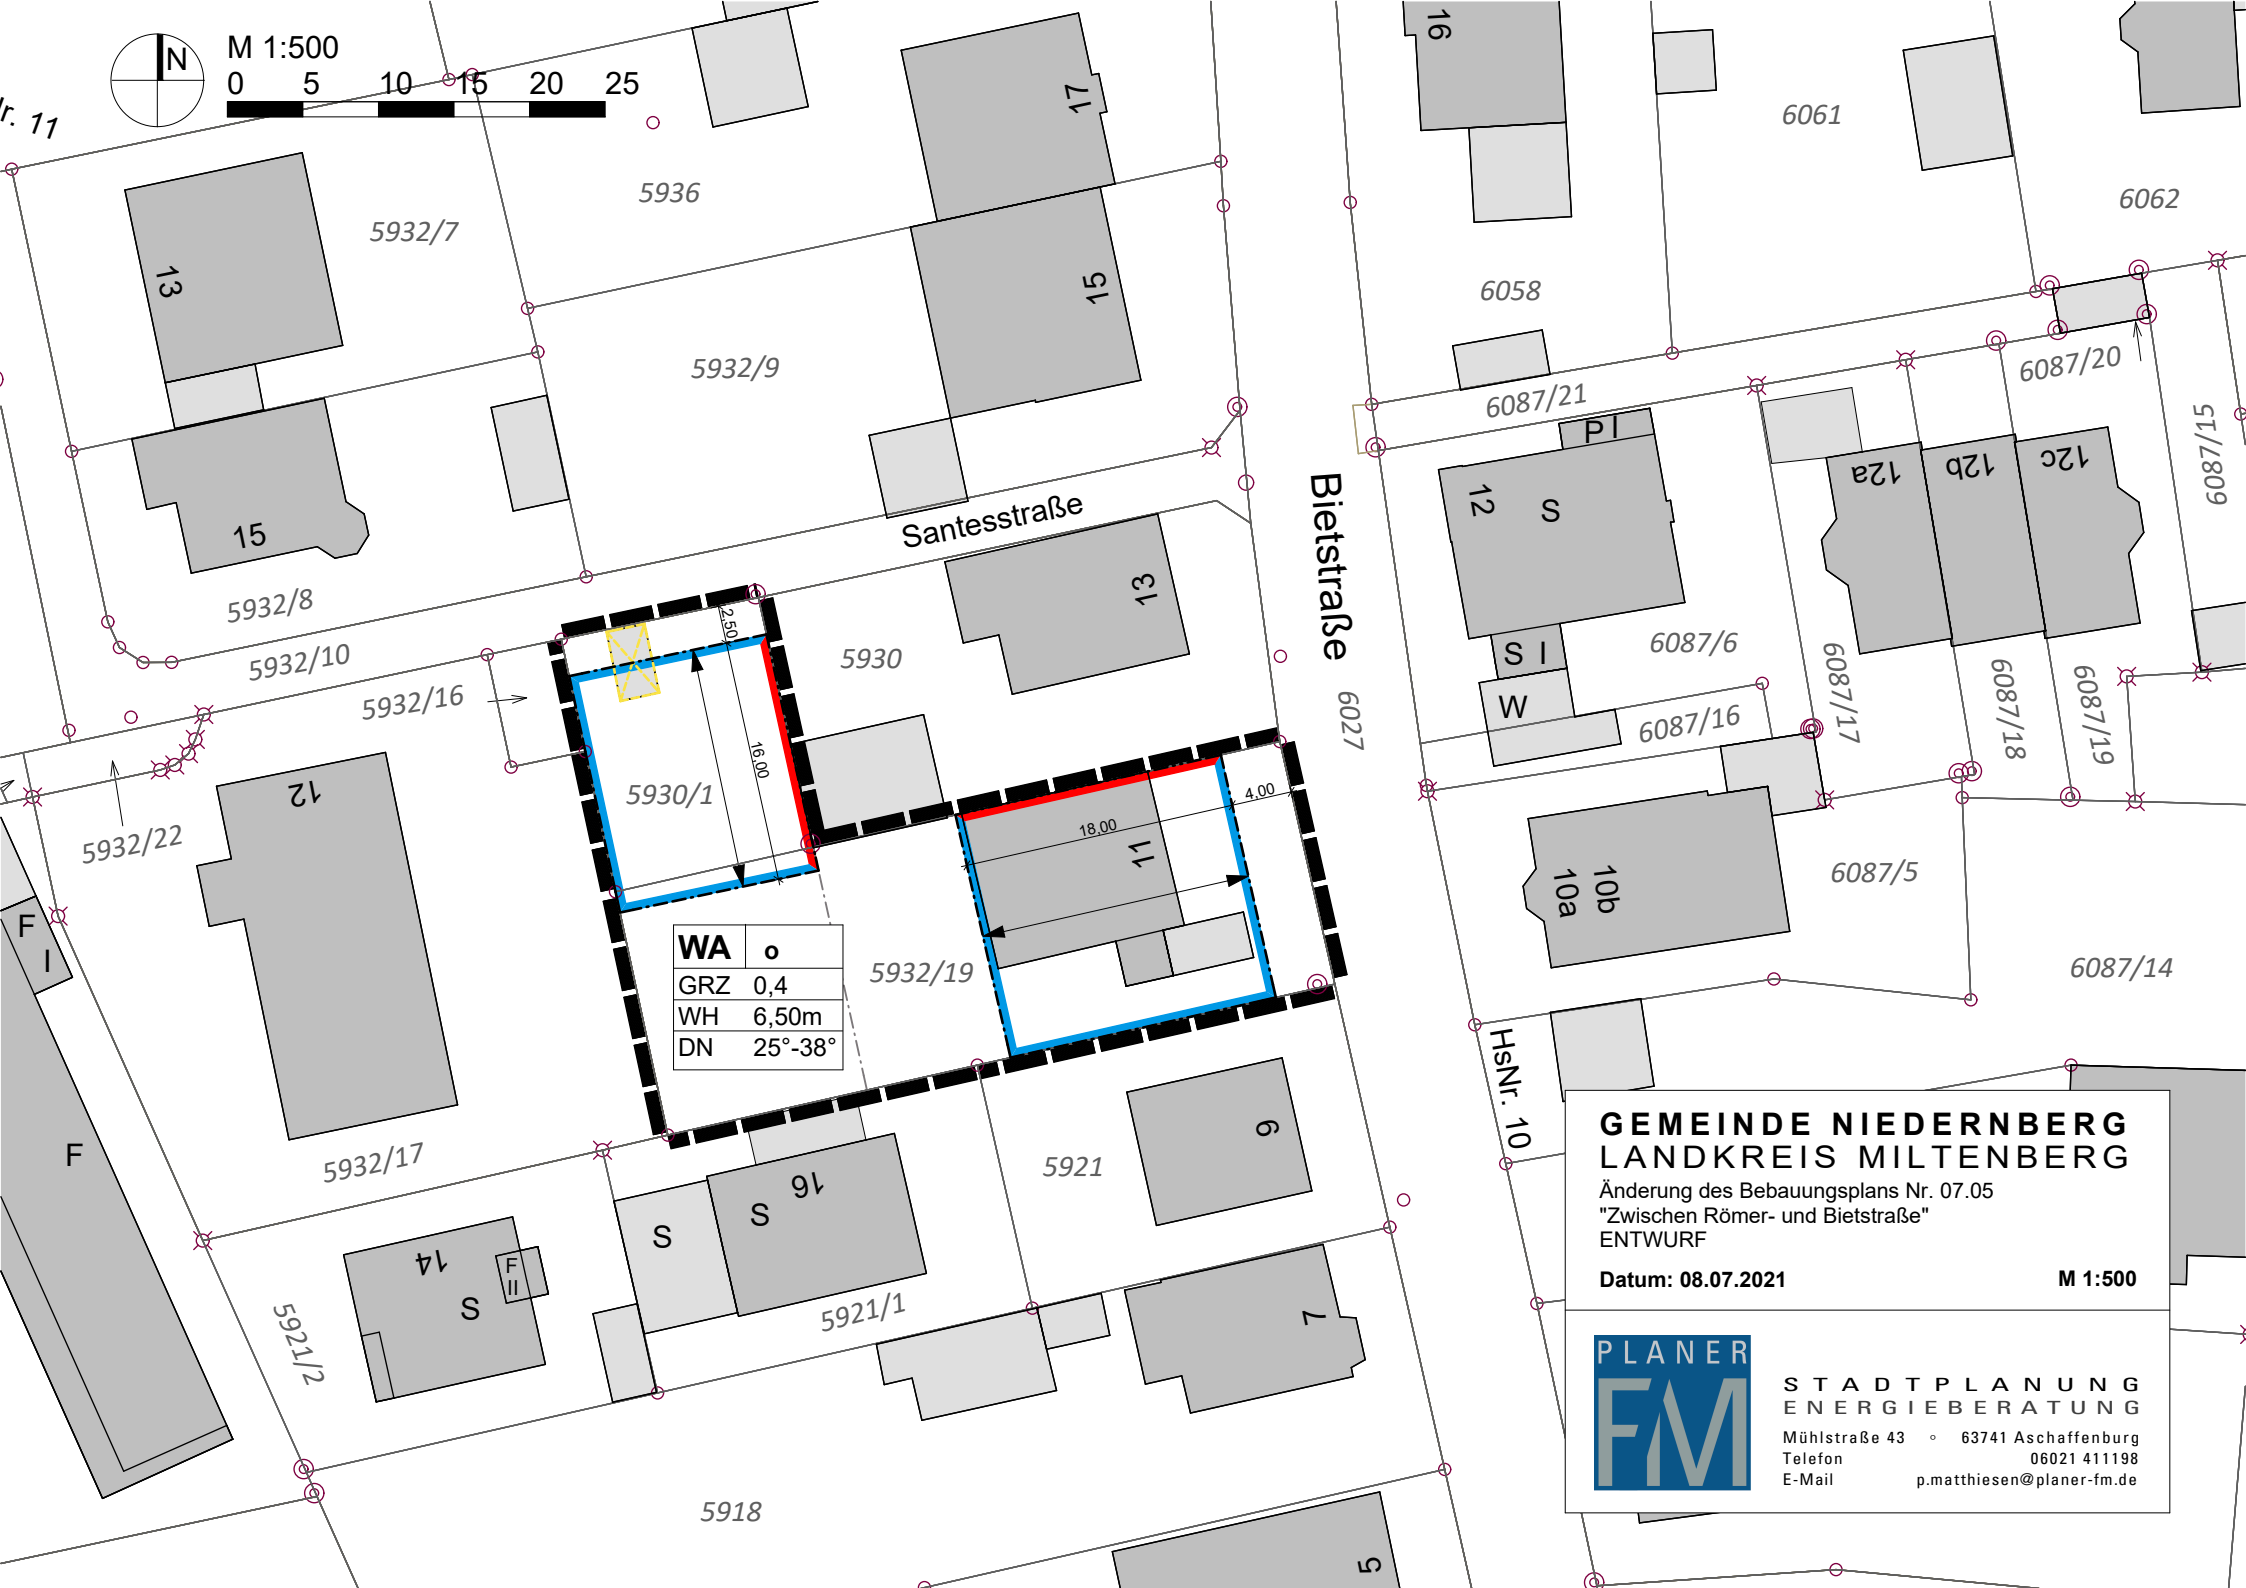 N
M 1:500
0 5 10 15 20 25
Nr. 11
17
16
6061
6062
5936
5932/7
13
15
6058
5932/9
6087/21
6087/20
6087/15
P I
12
S
12a
12b
12c
15
Santesstraße
Bietstraße
13
5932/8
5932/10
5932/16
2,50
5930
S I
W
6087/6
6087/16
6087/17
6087/18
6087/19
6027
12
5932/22
5930/1
16,00
18,00
4,00
11
10a
10b
6087/5
6087/14
F
I
WA o
GRZ 0,4
WH 6,50m
DN 25°-38°
5932/19
HsNr. 10
F
5932/17
S
S
16
5921
9
14
F
II
S
5921/2
5921/1
7
5918
5
GEMEINDE NIEDERNBERG
LANDKREIS MILTENBERG
Änderung des Bebauungsplans Nr. 07.05
"Zwischen Römer- und Bietstraße"
ENTWURF
Datum: 08.07.2021 M 1:500
PLANER
FM
STADTPLANUNG
ENERGIEBERATUNG
Mühlstraße 43 ° 63741 Aschaffenburg
Telefon 06021 411198
E-Mail p.matthiesen@planer-fm.de